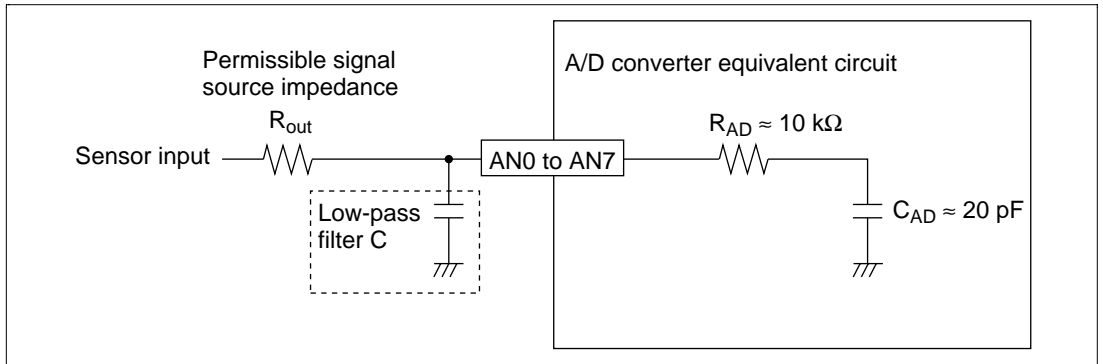 Permissible signal
source impedance
R_out
Sensor input
Low-pass
filter C
AN0 to AN7
A/D converter equivalent circuit
R_AD ≈ 10 kΩ
C_AD ≈ 20 pF